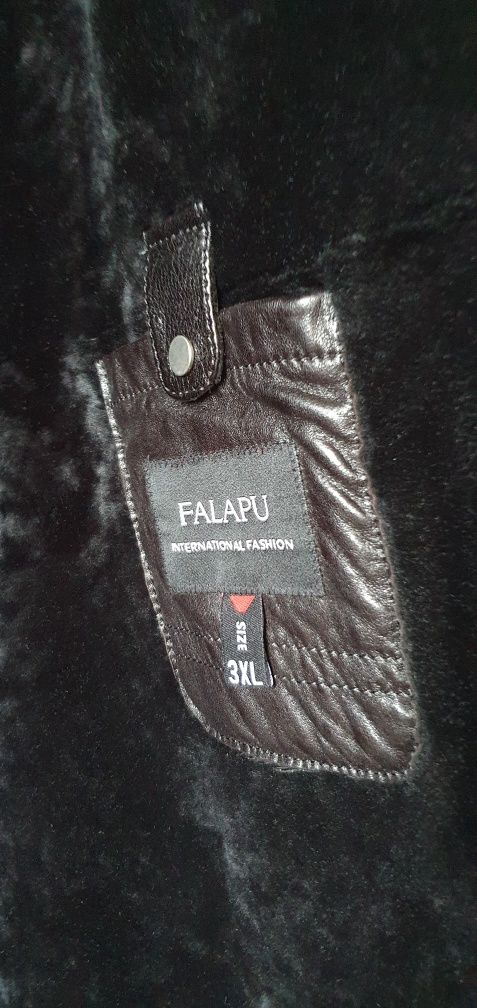 FALAPU
INTERNATIONAL FASHION
SIZE
3XL